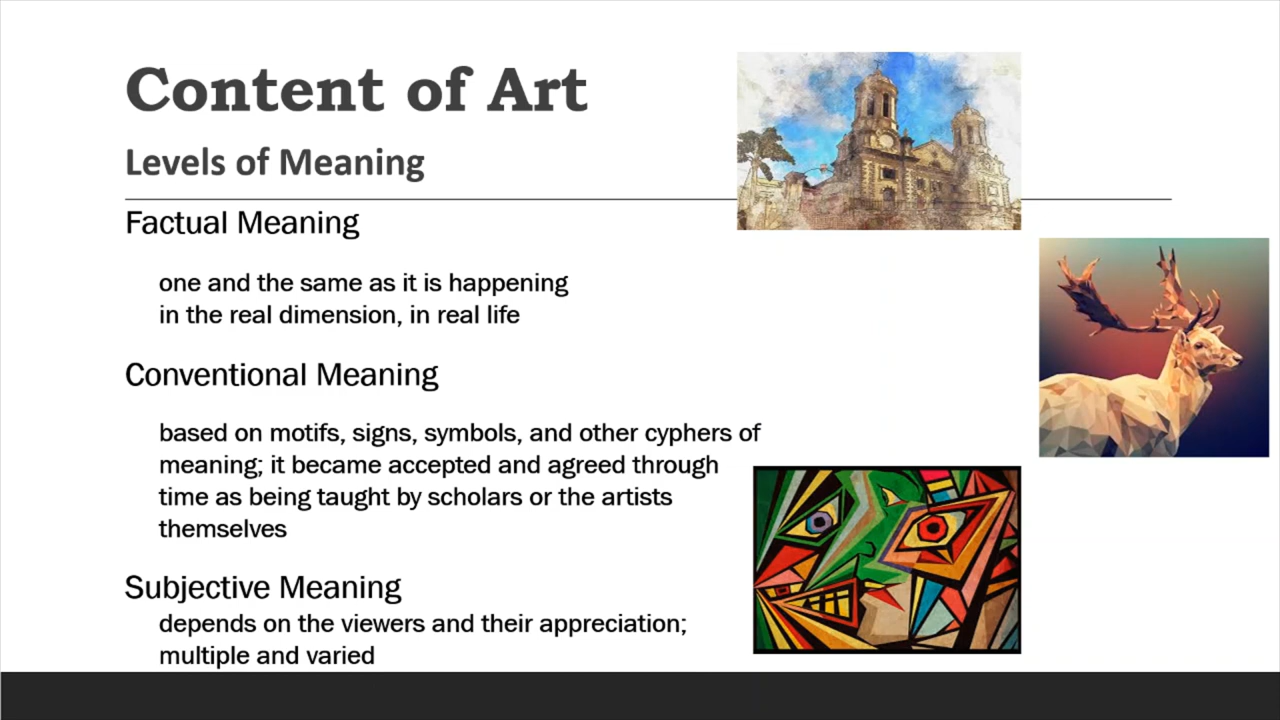 Content of Art
Levels of Meaning
Factual Meaning
one and the same as it is happening
in the real dimension, in real life
Conventional Meaning
based on motifs, signs, symbols, and other cyphers of
meaning; it became accepted and agreed through
time as being taught by scholars or the artists
themselves
Subjective Meaning
depends on the viewers and their appreciation;
multiple and varied